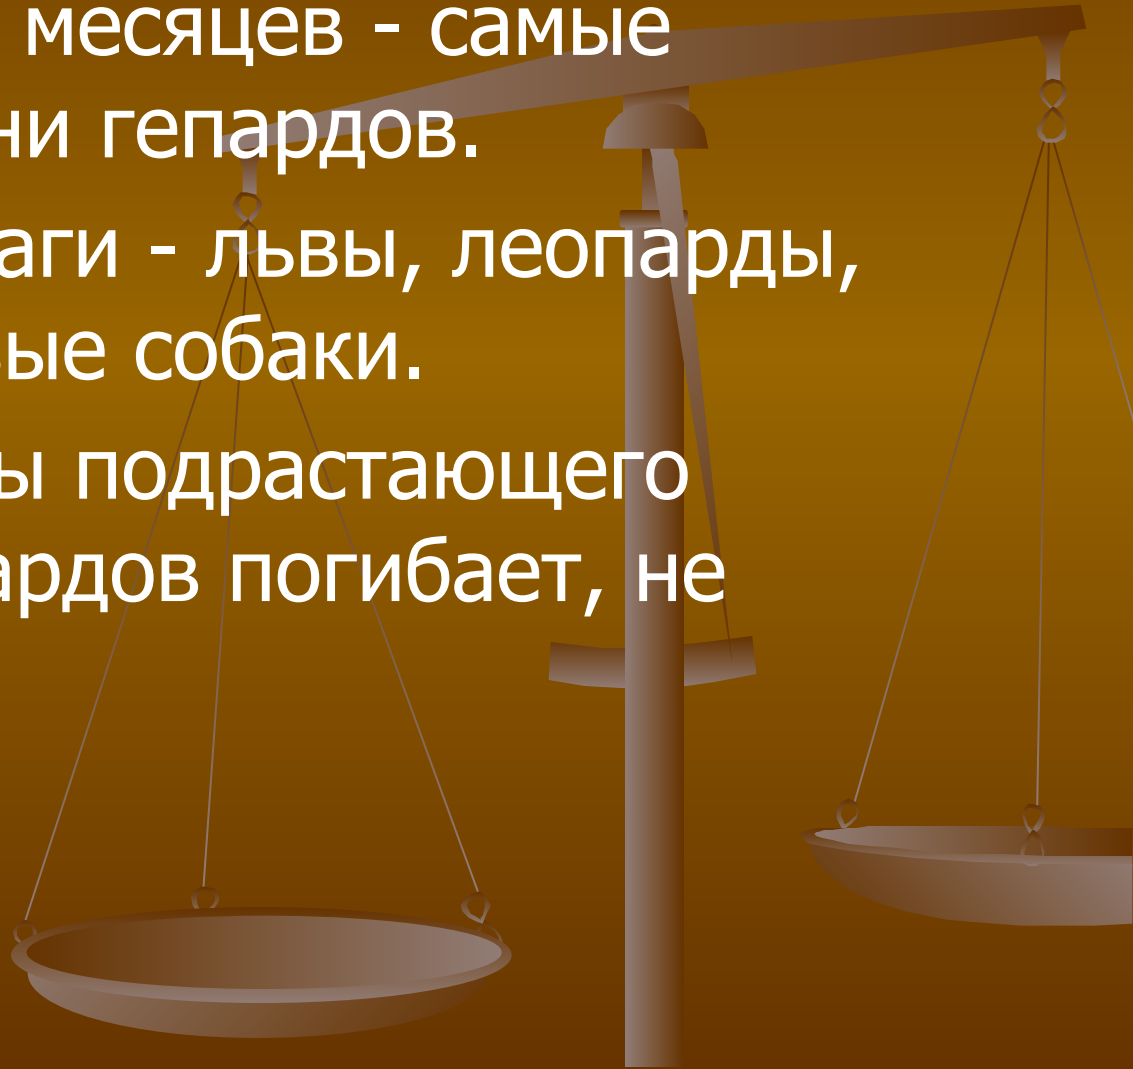 месяцев - самые
ни гепардов.
аги - львы, леопарды,
ые собаки.
ы подрастающего
ардов погибает, не